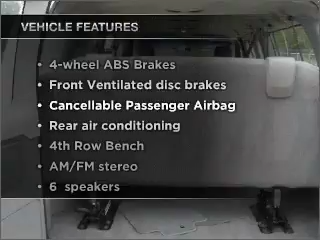 VEHICLE FEATURES
• 4-wheel ABS Brakes
• Front Ventilated disc brakes
• Cancellable Passenger Airbag
• Rear air conditioning
• 4th Row Bench
• AM/FM stereo
• 6 speakers